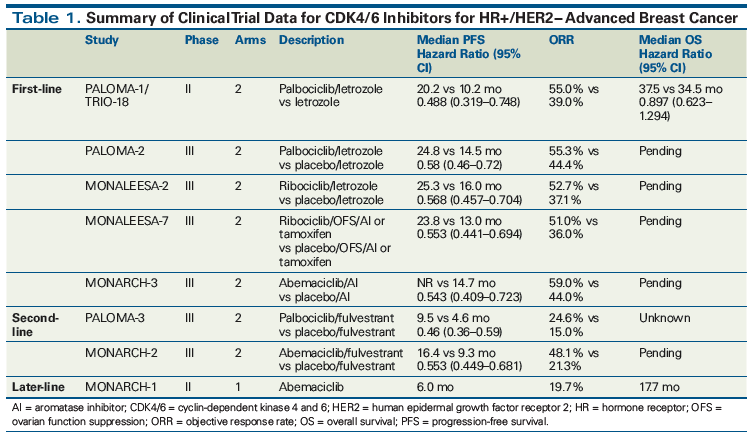 Table 1. Summary of Clinical Trial Data for CDK4/6 Inhibitors for HR+/HER2– Advanced Breast Cancer
Study Phase Arms Description Median PFS Hazard Ratio (95% CI) ORR Median OS Hazard Ratio (95% CI)
First-line PALOMA-1/ II 2 Palbociclib/letrozole 20.2 vs 10.2 mo 55.0% vs 37.5 vs 34.5 mo
TRIO-18 vs letrozole 0.488 (0.319–0.748) 39.0% 0.897 (0.623–
1.294)
PALOMA-2 III 2 Palbociclib/letrozole 24.8 vs 14.5 mo 55.3% vs Pending
vs placebo/letrozole 0.58 (0.46–0.72) 44.4%
MONALEESA-2 III 2 Ribociclib/letrozole 25.3 vs 16.0 mo 52.7% vs Pending
vs placebo/letrozole 0.568 (0.457–0.704) 37.1%
MONALEESA-7 III 2 Ribociclib/OFS/AI or 23.8 vs 13.0 mo 51.0% vs Pending
tamoxifen 0.553 (0.441–0.694) 36.0%
vs placebo/OFS/AI or
tamoxifen
MONARCH-3 III 2 Abemaciclib/AI NR vs 14.7 mo 59.0% vs Pending
vs placebo/AI 0.543 (0.409–0.723) 44.0%
Second- PALOMA-3 III 2 Palbociclib/fulvestrant 9.5 vs 4.6 mo 24.6% vs Unknown
line vs placebo/fulvestrant 0.46 (0.36–0.59) 15.0%
MONARCH-2 III 2 Abemaciclib/fulvestrant 16.4 vs 9.3 mo 48.1% vs Pending
vs placebo/fulvestrant 0.553 (0.449–0.681) 21.3%
Later-line MONARCH-1 II 1 Abemaciclib 6.0 mo 19.7% 17.7 mo
AI = aromatase inhibitor; CDK4/6 = cyclin-dependent kinase 4 and 6; HER2 = human epidermal growth factor receptor 2; HR = hormone receptor; OFS =
ovarian function suppression; ORR = objective response rate; OS = overall survival; PFS = progression-free survival.